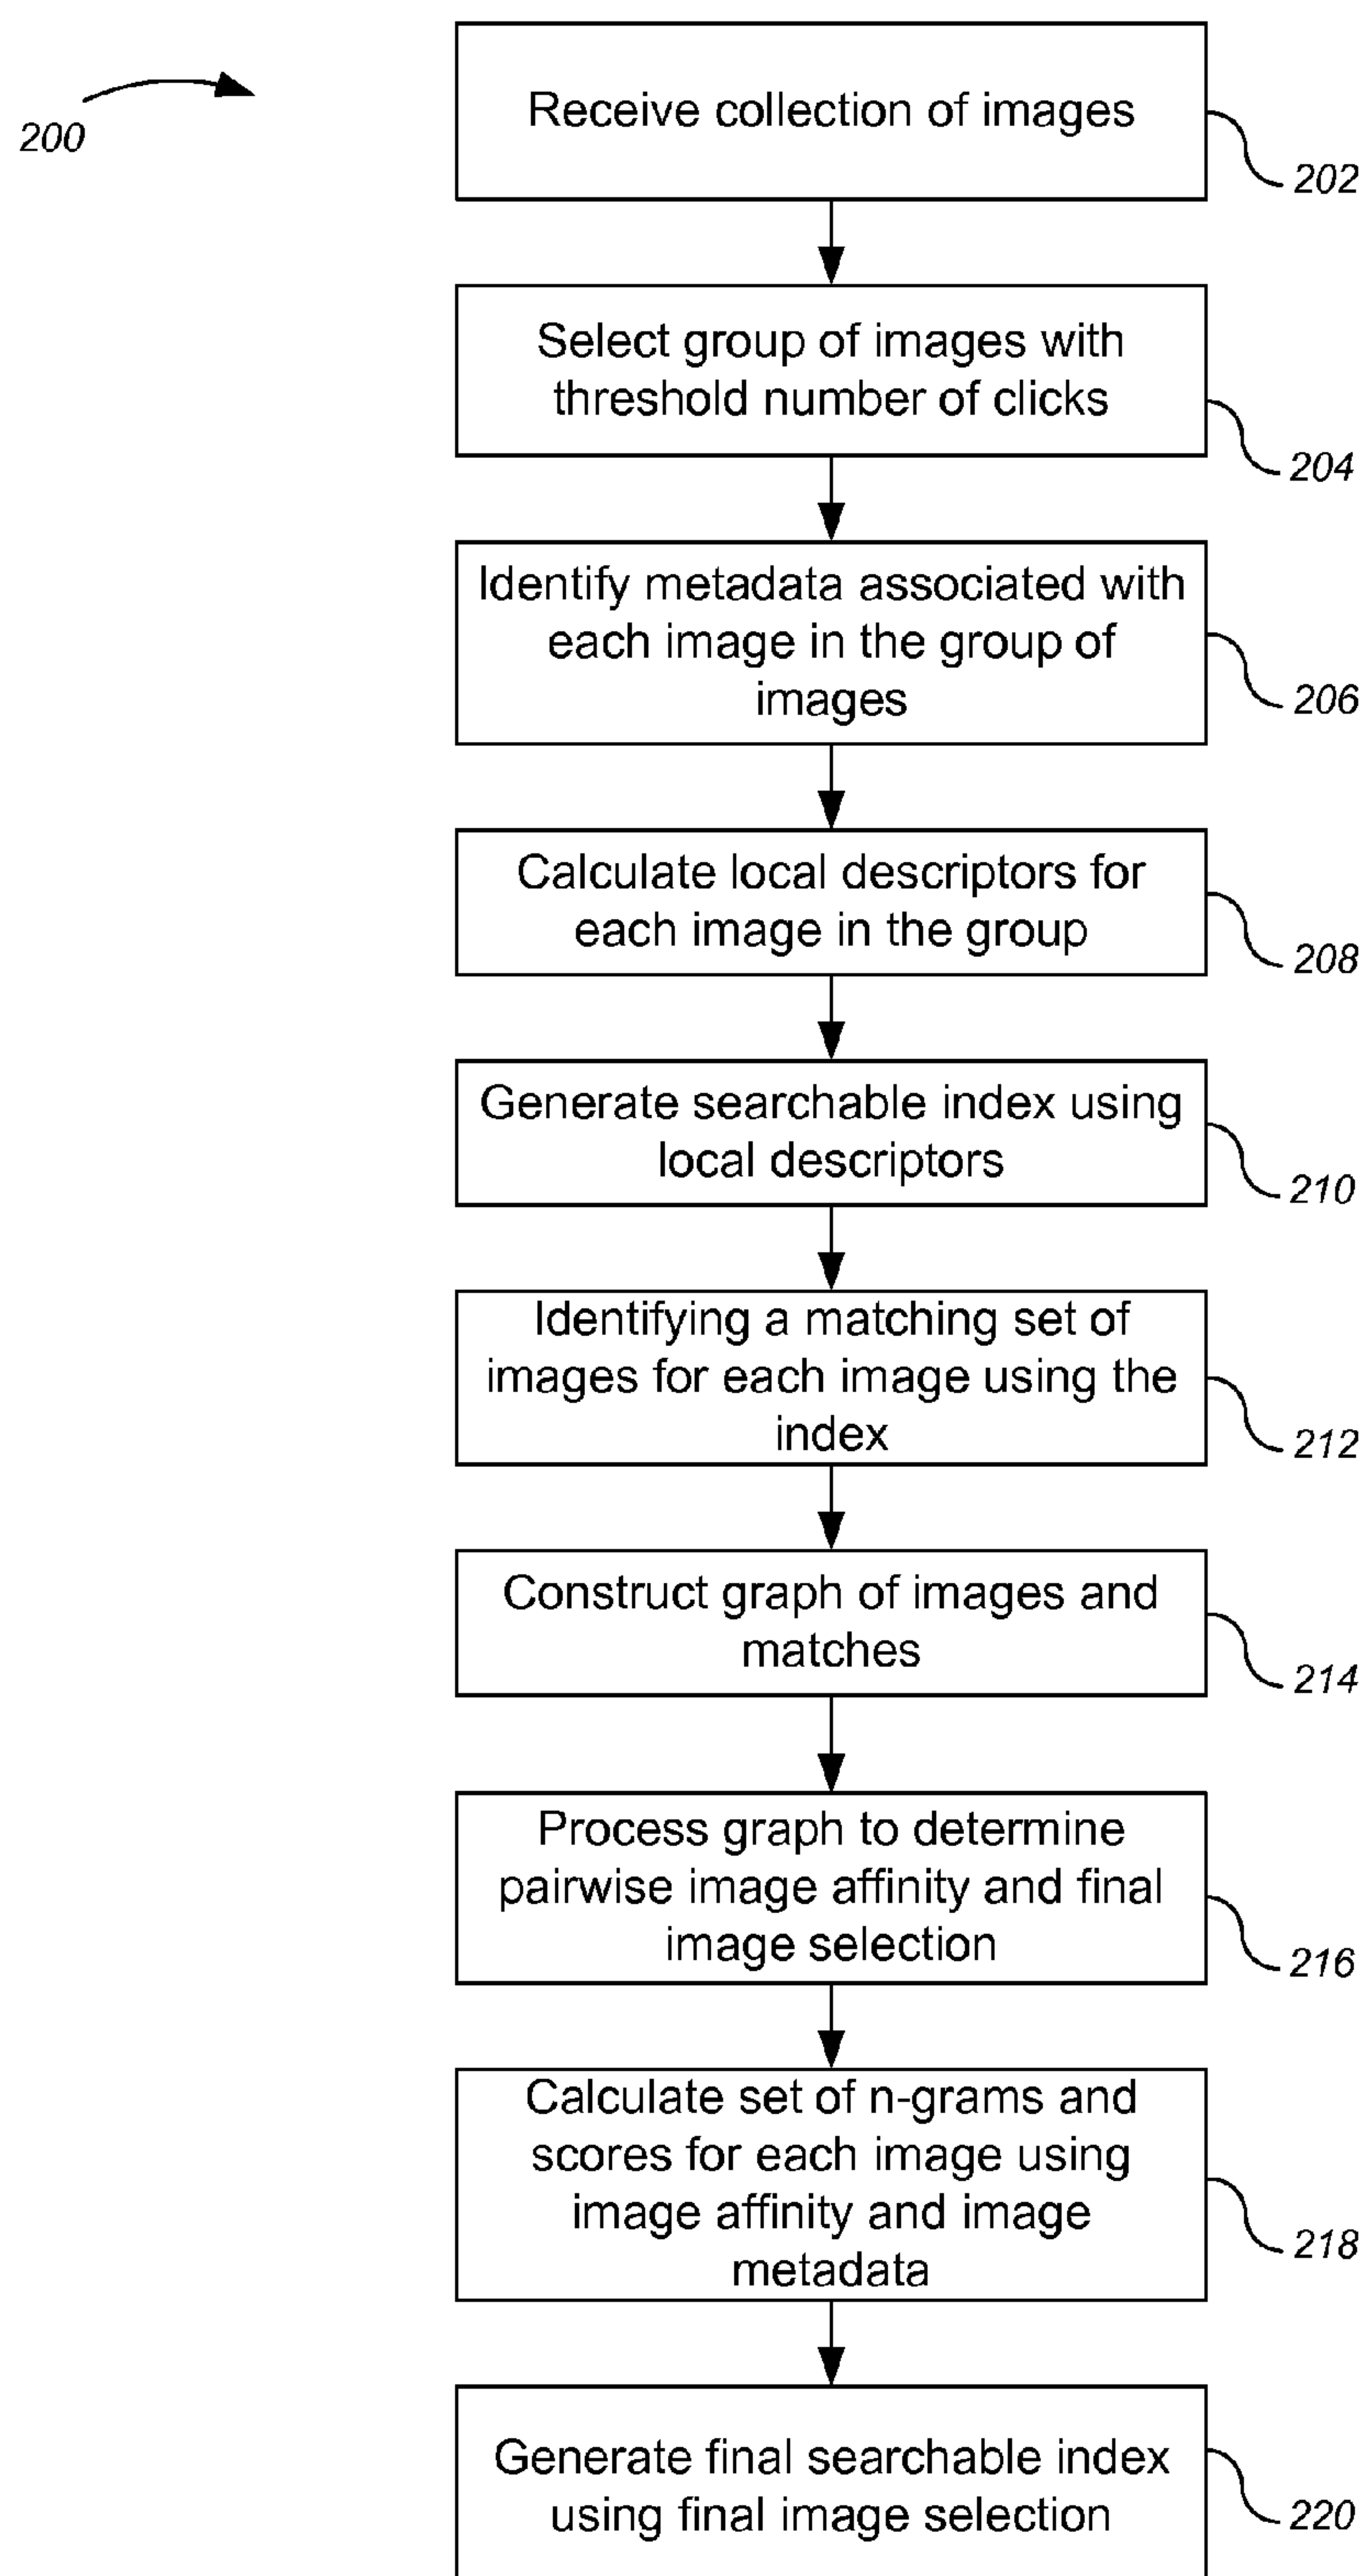 200
Receive collection of images
202
Select group of images with
threshold number of clicks
204
Identify metadata associated with
each image in the group of
images
206
Calculate local descriptors for
each image in the group
208
Generate searchable index using
local descriptors
210
Identifying a matching set of
images for each image using the
index
212
Construct graph of images and
matches
214
Process graph to determine
pairwise image affinity and final
image selection
216
Calculate set of n-grams and
scores for each image using
image affinity and image
metadata
218
Generate final searchable index
using final image selection
220